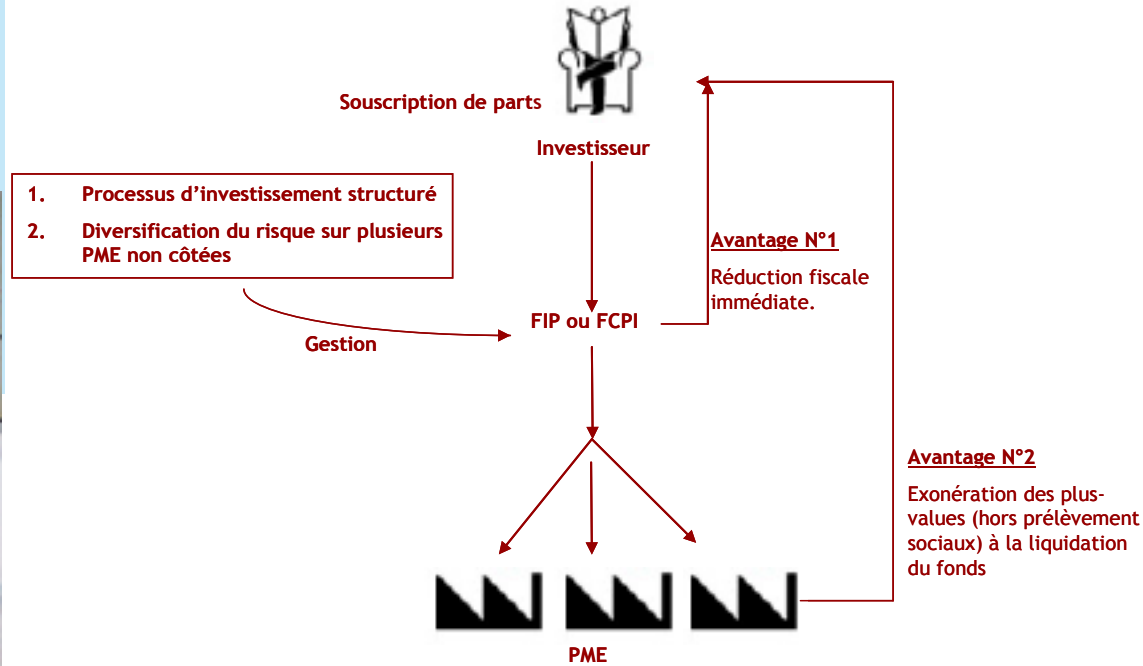 Souscription de parts
Investisseur
1. Processus d’investissement structuré
2. Diversification du risque sur plusieurs
PME non côtées
Gestion
FIP ou FCPI
Avantage N°1
Réduction fiscale
immédiate.
Avantage N°2
Exonération des plus-
values (hors prélèvement
sociaux) à la liquidation
du fonds
PME